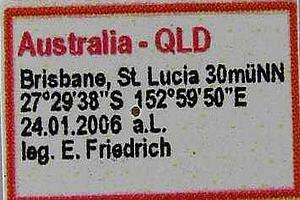 Australia - QLD
Brisbane, St. Lucia 30müNN
27°29'38"S 152°59'50"E
24.01.2006 a.L.
leg. E. Friedrich